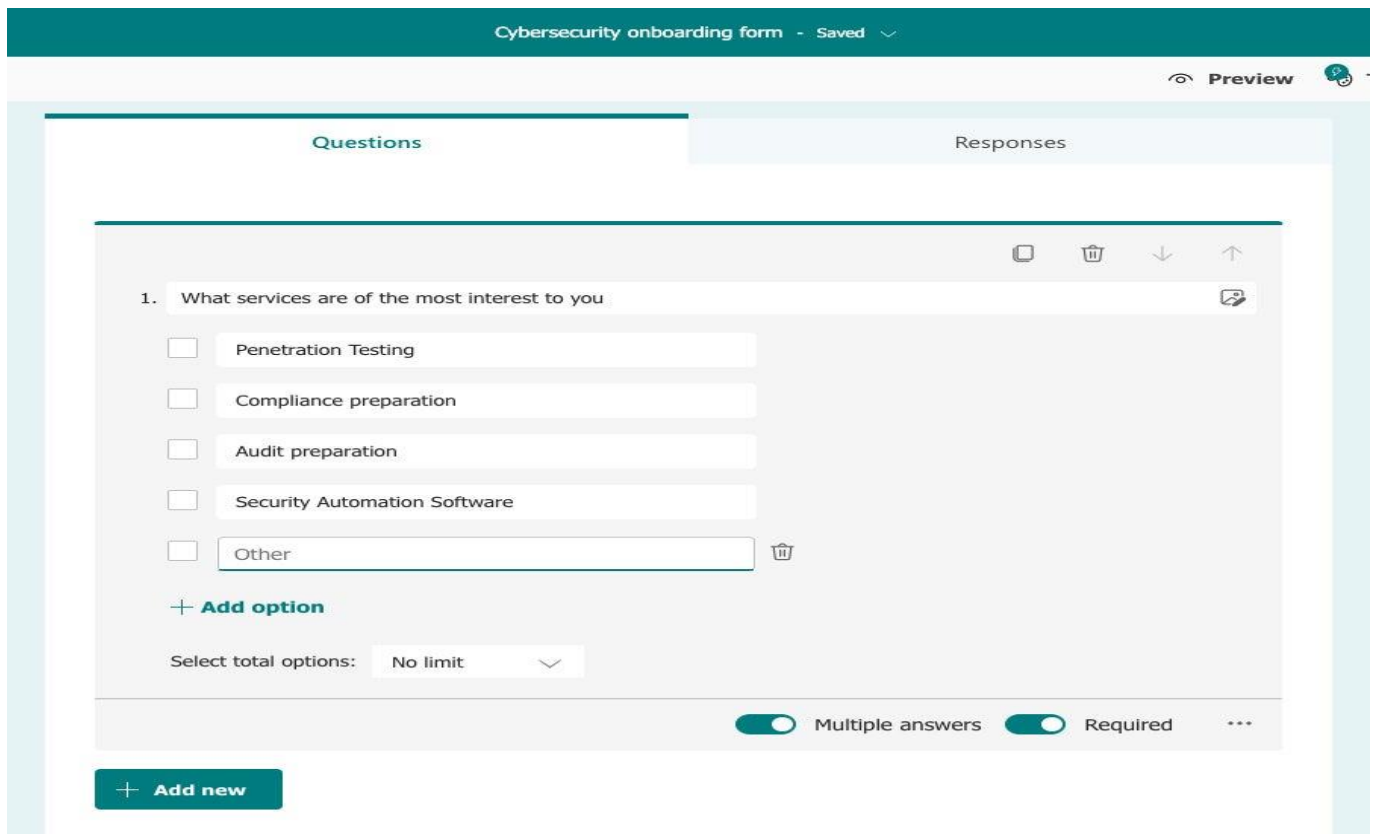 Cybersecurity onboarding form - Saved
Preview
Questions
Responses
1. What services are of the most interest to you
Penetration Testing
Compliance preparation
Audit preparation
Security Automation Software
Other
+ Add option
Select total options: No limit
Multiple answers
Required
+ Add new